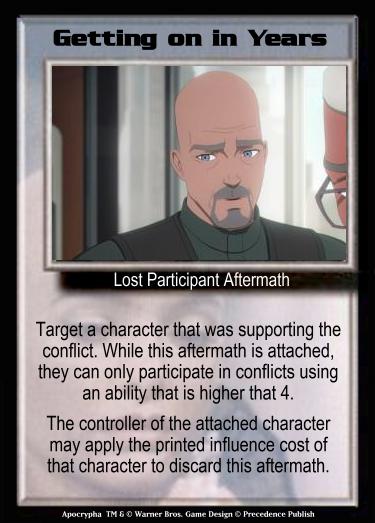 Getting on in Years
Lost Participant Aftermath
Target a character that was supporting the
conflict. While this aftermath is attached,
they can only participate in conflicts using
an ability that is higher that 4.
The controller of the attached character
may apply the printed influence cost of
that character to discard this aftermath.
Apocrypha TM & © Warner Bros. Game Design © Precedence Publish